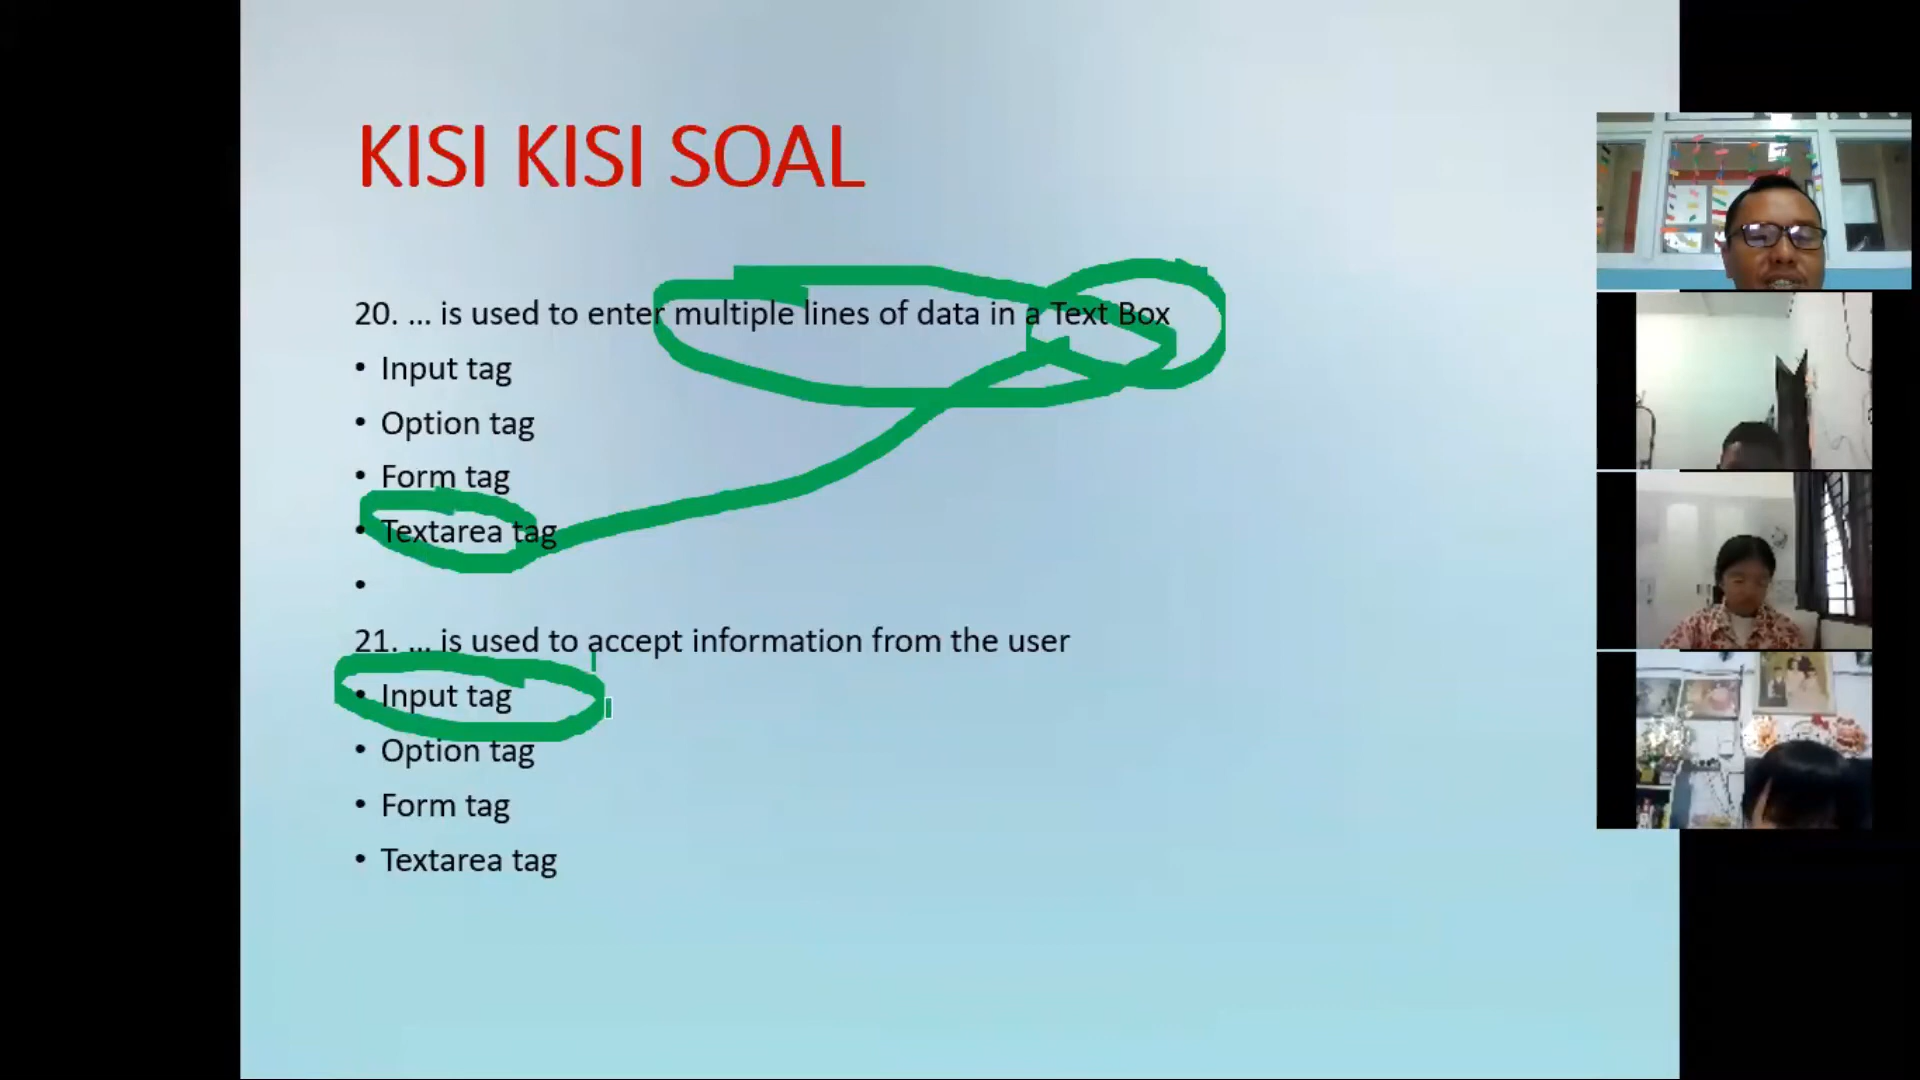 KISI KISI SOAL
20. ... is used to enter multiple lines of data in a Text Box
• Input tag
• Option tag
• Form tag
• Textarea tag
•
21. ... is used to accept information from the user
• Input tag
• Option tag
• Form tag
• Textarea tag